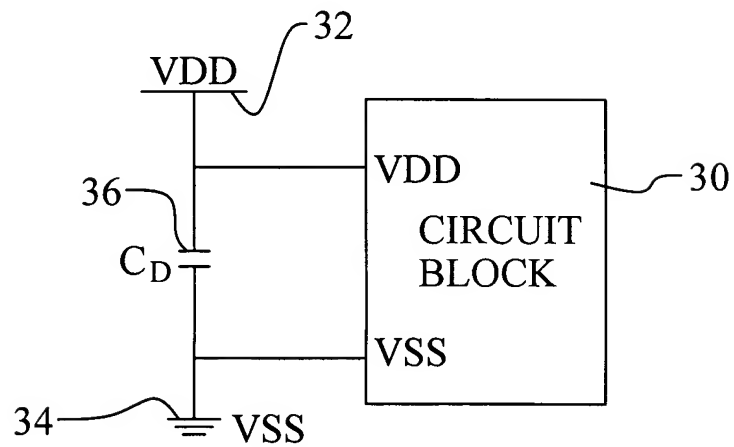 32
VDD
VDD
30
36
CIRCUIT
BLOCK
C_D
VSS
34
VSS